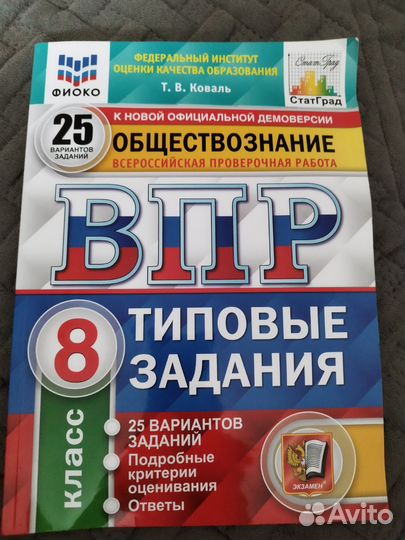 ФИОКО
ФЕДЕРАЛЬНЫЙ ИНСТИТУТ
ОЦЕНКИ КАЧЕСТВА ОБРАЗОВАНИЯ
Т. В. Коваль
СтатГрад
СтатГрад
25
ВАРИАНТОВ
ЗАДАНИЙ
К НОВОЙ ОФИЦИАЛЬНОЙ ДЕМОВЕРСИИ
ОБЩЕСТВОЗНАНИЕ
ВСЕРОССИЙСКАЯ ПРОВЕРОЧНАЯ РАБОТА
ВПР
8
класс
ТИПОВЫЕ
ЗАДАНИЯ
• 25 ВАРИАНТОВ
ЗАДАНИЙ
• Подробные
критерии
оценивания
• Ответы
ЭКЗАМЕН
Avito